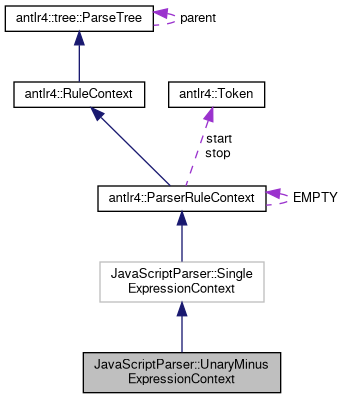 antlr4::tree::ParseTree
parent
antlr4::RuleContext
antlr4::Token
start
stop
antlr4::ParserRuleContext
EMPTY
JavaScriptParser::Single
ExpressionContext
JavaScriptParser::UnaryMinus
ExpressionContext